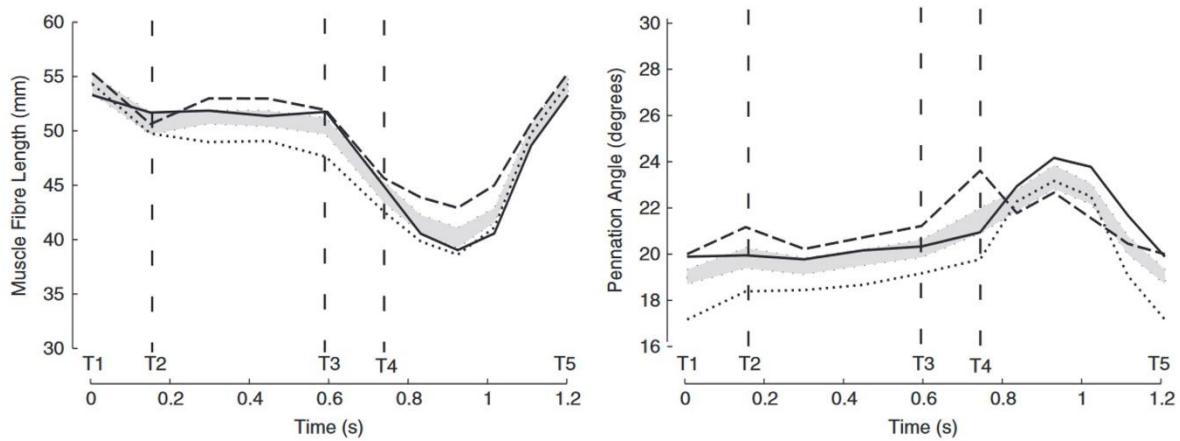 Muscle Fibre Length (mm)
60
55
50
45
40
35
30
T1 T2 T3 T4 T5
0 0.2 0.4 0.6 0.8 1 1.2
Time (s)
Pennation Angle (degrees)
30
28
26
24
22
20
18
16
T1 T2 T3 T4 T5
0 0.2 0.4 0.6 0.8 1 1.2
Time (s)